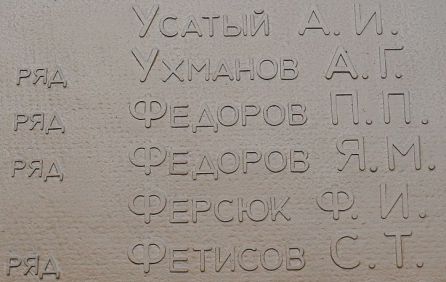 Усатый А. И.
ряд Ухманов А. Г.
ряд Федоров П. П.
ряд Федоров Я. М.
Ферсюк Ф. И.
ряд Фетисов С. Т.